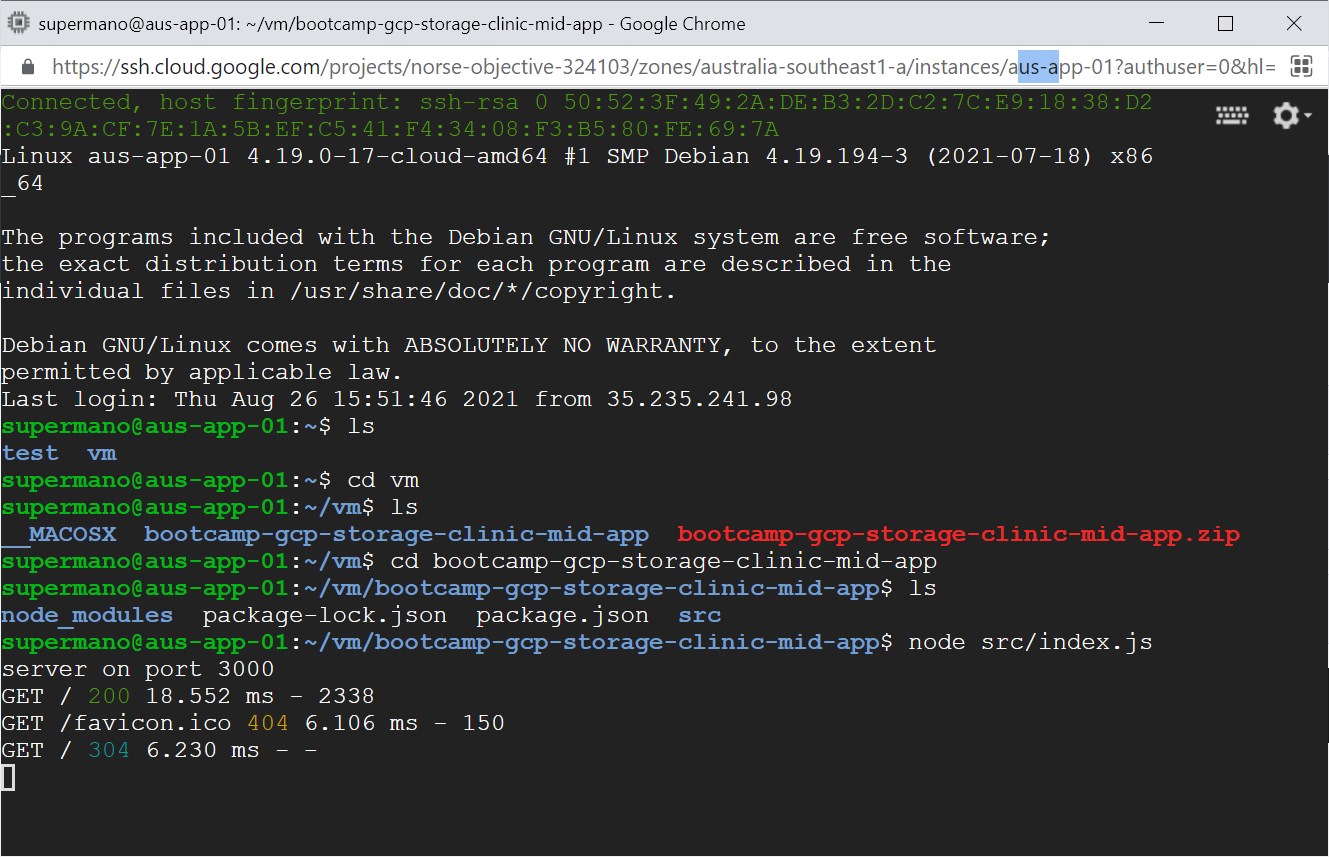 supermano@aus-app-01: ~/vm/bootcamp-gcp-storage-clinic-mid-app - Google Chrome
https://ssh.cloud.google.com/projects/norse-objective-324103/zones/australia-southeast1-a/instances/aus-app-01?authuser=0&hl=
Connected, host fingerprint: ssh-rsa 0 50:52:3F:49:2A:DE:B3:2D:C2:7C:E9:18:38:D2
:C3:9A:CF:7E:1A:5B:EF:C5:41:F4:34:08:F3:B5:80:FE:69:7A
Linux aus-app-01 4.19.0-17-cloud-amd64 #1 SMP Debian 4.19.194-3 (2021-07-18) x86
_64
The programs included with the Debian GNU/Linux system are free software;
the exact distribution terms for each program are described in the
individual files in /usr/share/doc/*/copyright.
Debian GNU/Linux comes with ABSOLUTELY NO WARRANTY, to the extent
permitted by applicable law.
Last login: Thu Aug 26 15:51:46 2021 from 35.235.241.98
supermano@aus-app-01:~$ ls
test  vm
supermano@aus-app-01:~$ cd vm
supermano@aus-app-01:~/vm$ ls
__MACOSX  bootcamp-gcp-storage-clinic-mid-app  bootcamp-gcp-storage-clinic-mid-app.zip
supermano@aus-app-01:~/vm$ cd bootcamp-gcp-storage-clinic-mid-app
supermano@aus-app-01:~/vm/bootcamp-gcp-storage-clinic-mid-app$ ls
node_modules  package-lock.json  package.json  src
supermano@aus-app-01:~/vm/bootcamp-gcp-storage-clinic-mid-app$ node src/index.js
server on port 3000
GET / 200 18.552 ms - 2338
GET /favicon.ico 404 6.106 ms - 150
GET / 304 6.230 ms - -